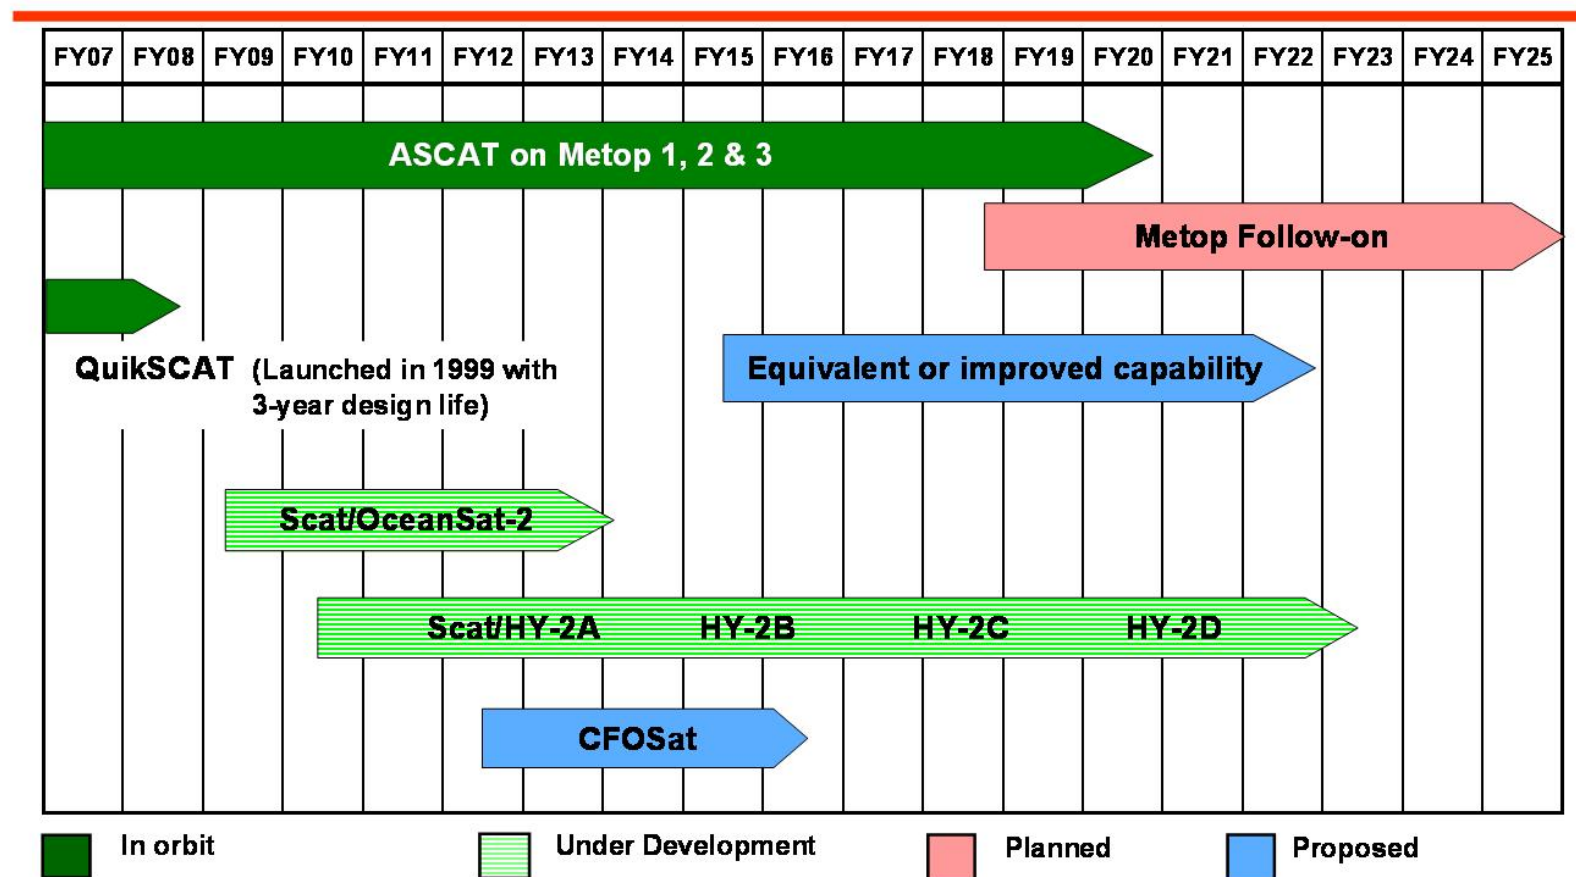 FY07 FY08 FY09 FY10 FY11 FY12 FY13 FY14 FY15 FY16 FY17 FY18 FY19 FY20 FY21 FY22 FY23 FY24 FY25
ASCAT on Metop 1, 2 & 3
Metop Follow-on
QuikSCAT (Launched in 1999 with
3-year design life)
Equivalent or improved capability
Scat/OceanSat-2
Scat/HY-2A HY-2B HY-2C HY-2D
CFOSat
In orbit Under Development Planned Proposed